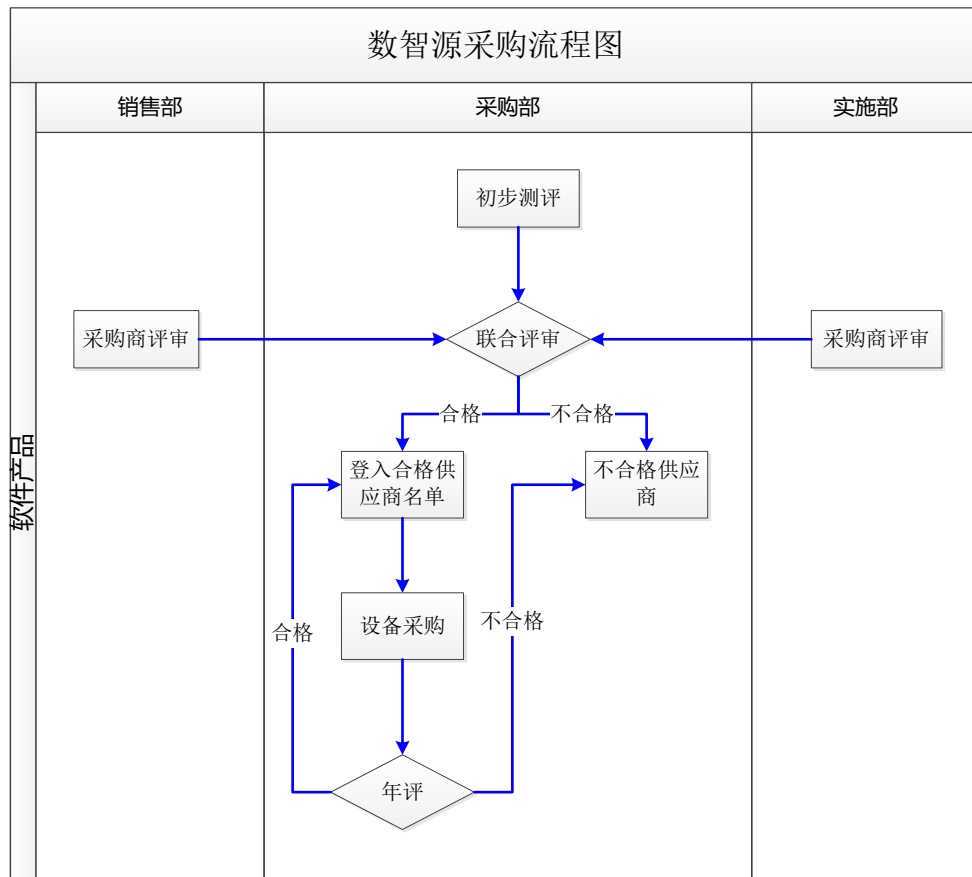 数智源采购流程图
销售部
采购部
实施部
软件产品
初步测评
采购商评审
联合评审
采购商评审
合格
不合格
登入合格供
应商名单
不合格供应
商
设备采购
合格
不合格
年评